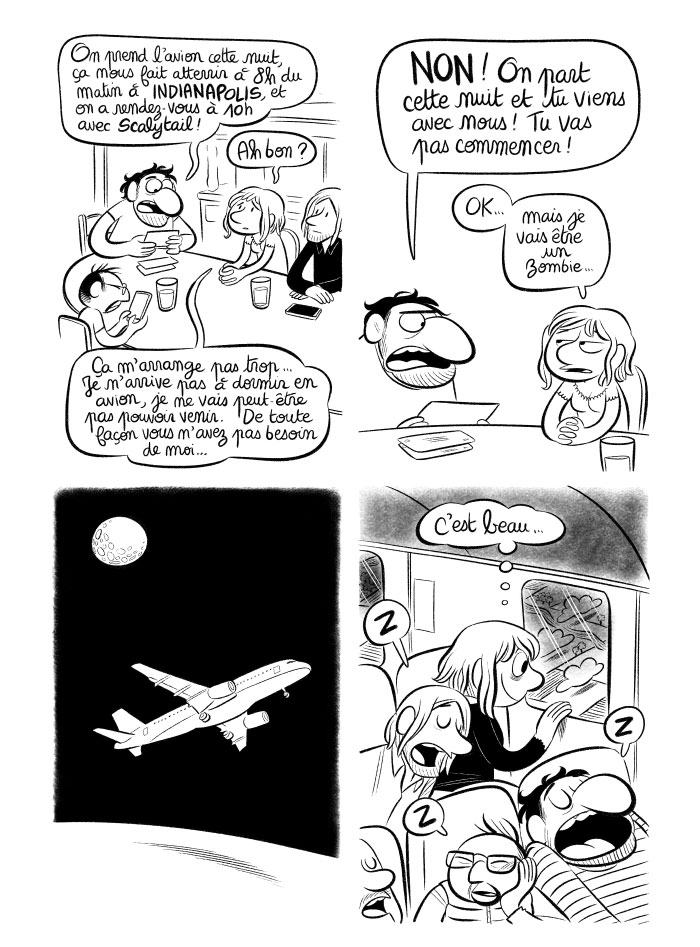 On prend l'avion cette nuit,
ça nous fait atterrir à 8h du
matin à INDIANAPOLIS, et
on a rendez-vous à 10h
avec Scalytail !
Ah bon ?
Ça m'arrange pas trop...
Je n'arrive pas à dormir en
avion, je ne vais peut-être
pas pouvoir venir. De toute
façon vous n'avez pas besoin
de moi...
NON ! On part
cette nuit et tu viens
avec nous ! Tu vas
pas commencer !
OK...
mais je
vais être
un
Zombie...
C'est beau...
Z
Z
Z